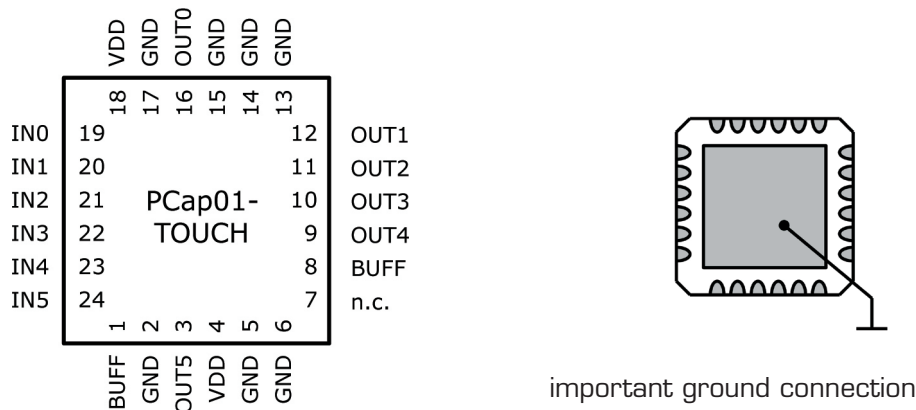 VDD GND OUT0 GND GND GND
18 17 16 15 14 13
IN0 19 12 OUT1
IN1 20 11 OUT2
IN2 21 PCap01- 10 OUT3
IN3 22 TOUCH 9 OUT4
IN4 23 8 BUFF
IN5 24 7 n.c.
1 2 3 4 5 6
BUFF GND OUT5 VDD GND GND
important ground connection